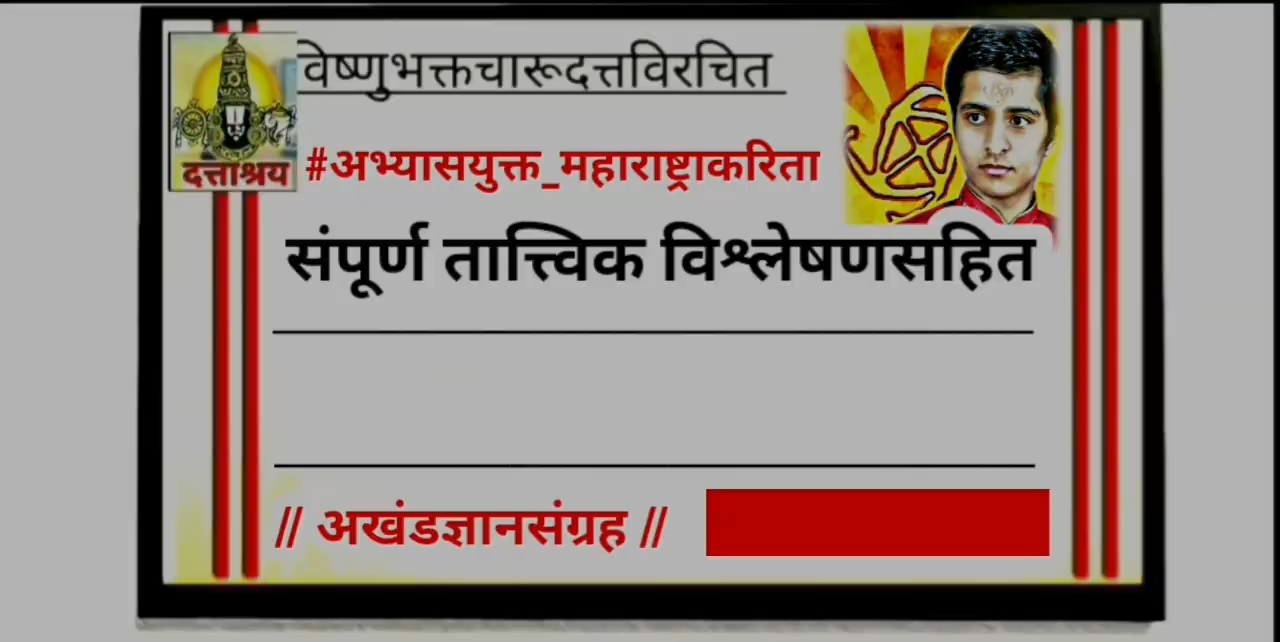 विष्णुभक्तचारूदत्तविरचित
दत्ताश्रय
#अभ्यासयुक्त_महाराष्ट्राकरिता
संपूर्ण तात्त्विक विश्लेषणसहित
// अखंडज्ञानसंग्रह //